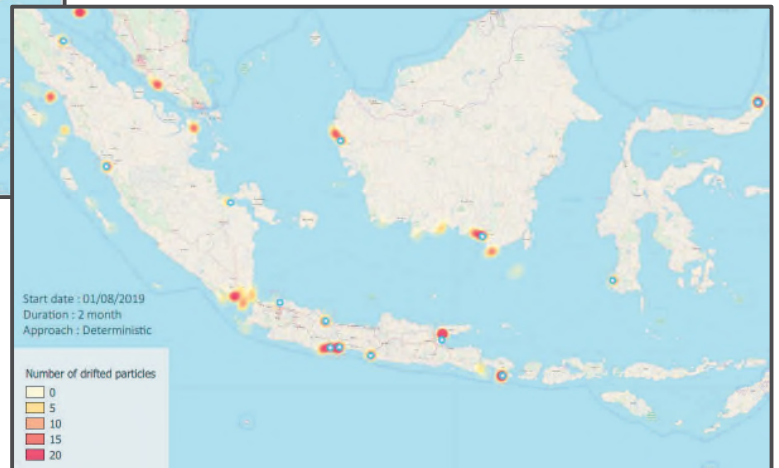 Start date : 01/08/2019
Duration : 2 month
Approach : Deterministic
Number of drifted particles
0
5
10
15
20